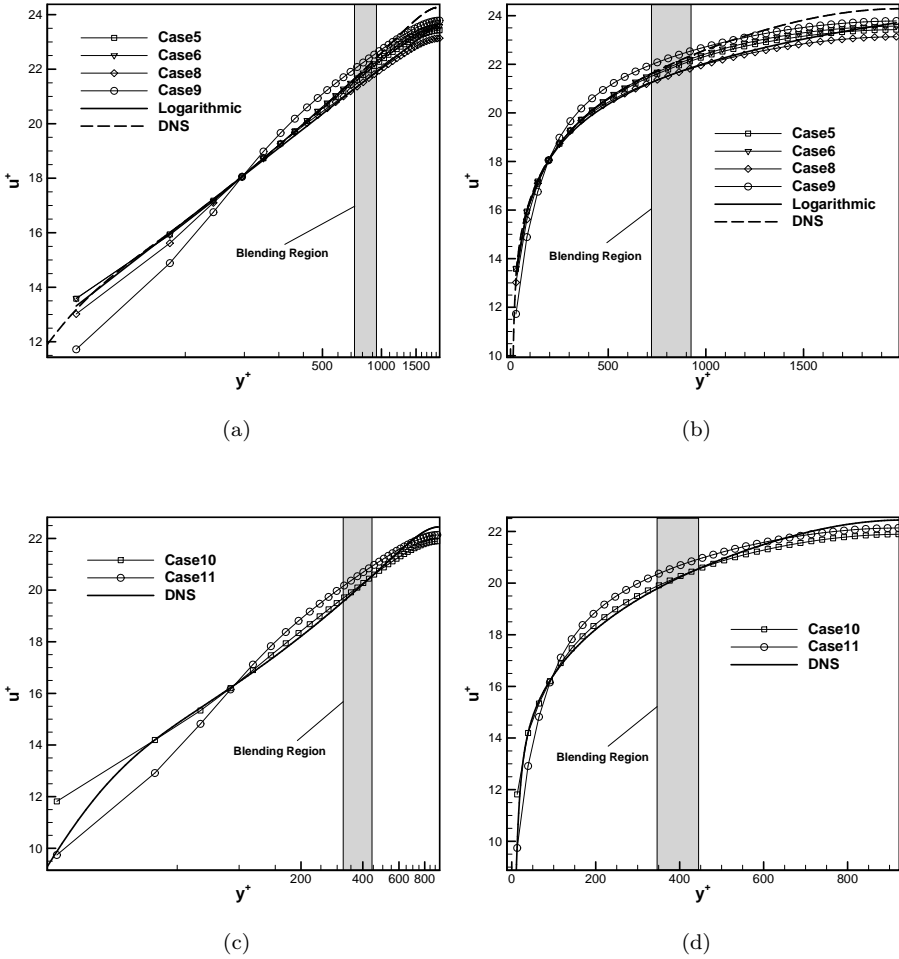 24
22
20
18
16
14
12
u⁺
Case5
Case6
Case8
Case9
Logarithmic
DNS
Blending Region
500
1000
1500
y⁺
(a)
24
22
20
18
16
14
12
10
u⁺
Case5
Case6
Case8
Case9
Logarithmic
DNS
Blending Region
0
500
1000
1500
y⁺
(b)
22
20
18
16
14
12
10
u⁺
Case10
Case11
DNS
Blending Region
200
400
600
800
y⁺
(c)
22
20
18
16
14
12
10
u⁺
Case10
Case11
DNS
Blending Region
0
200
400
600
800
y⁺
(d)